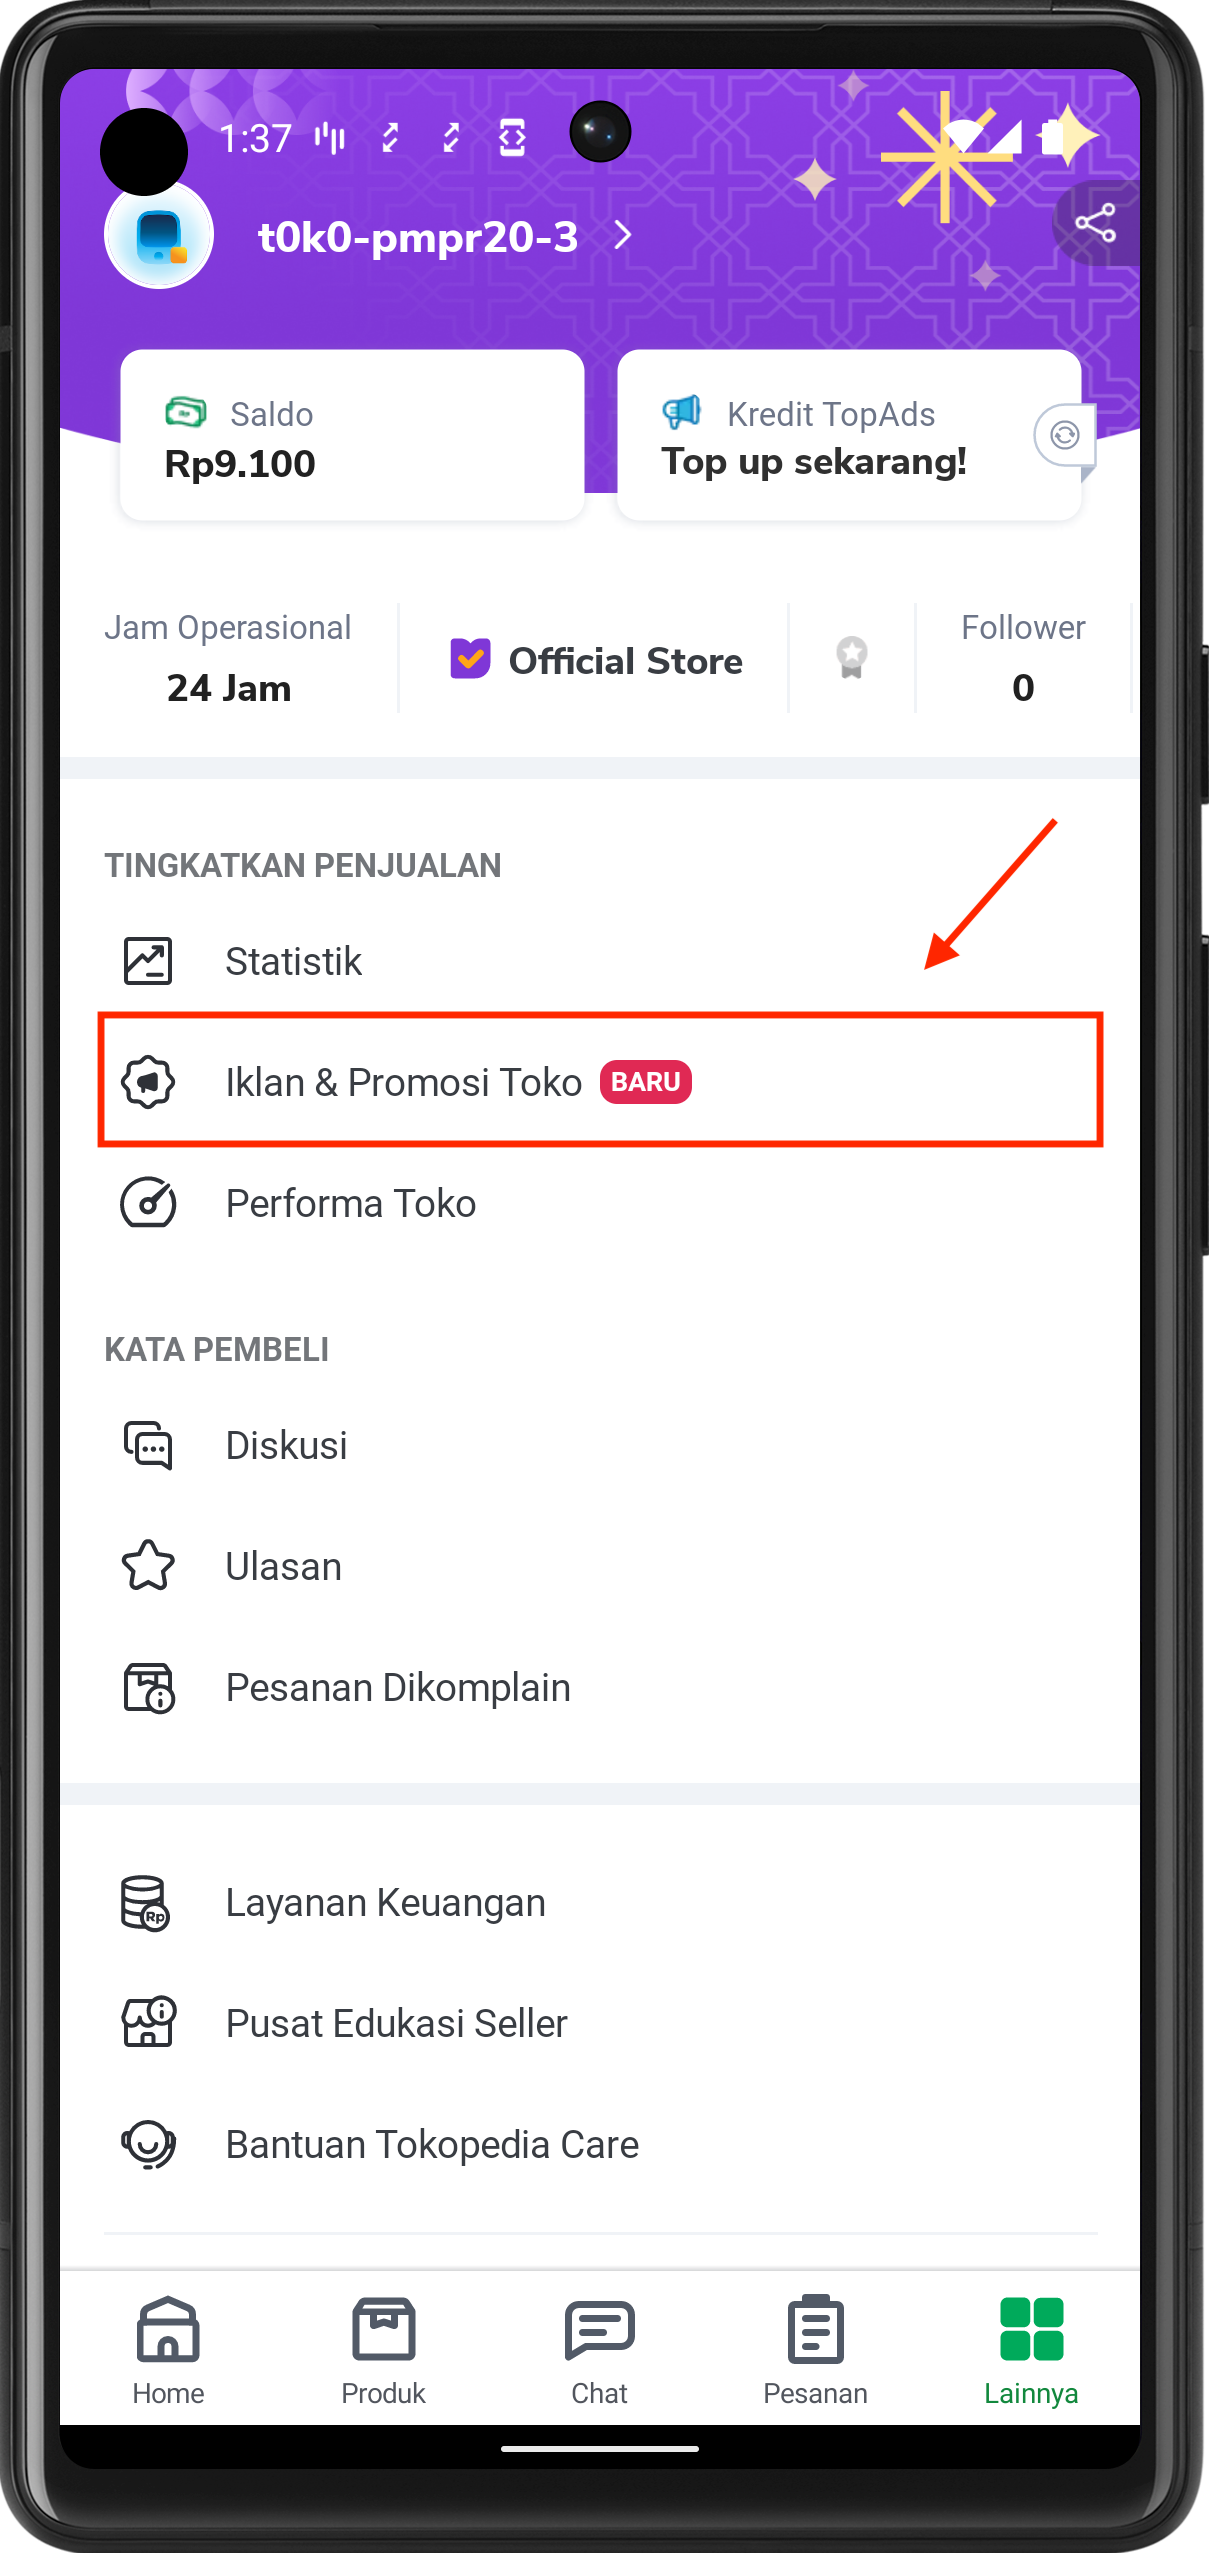 1:37
t0k0-pmpr20-3
Saldo
Rp9.100
Kredit TopAds
Top up sekarang!
Jam Operasional
24 Jam
Official Store
Follower
0
TINGKATKAN PENJUALAN
Statistik
Iklan & Promosi Toko BARU
Performa Toko
KATA PEMBELI
Diskusi
Ulasan
Pesanan Dikomplain
Rp
Layanan Keuangan
Pusat Edukasi Seller
Bantuan Tokopedia Care
Home
Produk
Chat
Pesanan
Lainnya